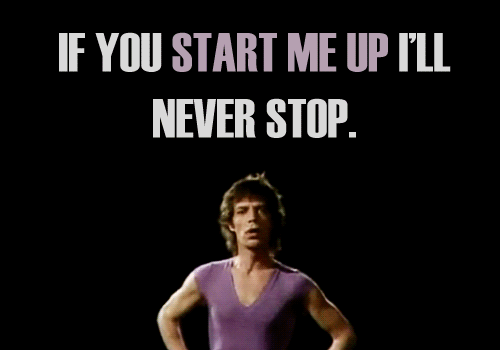 IF YOU START ME UP I'LL
NEVER STOP.